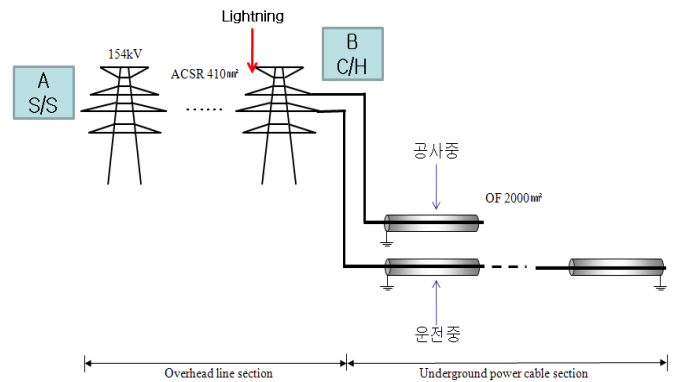 Lightning
154kV
A
S/S
ACSR 410㎟
B
C/H
공사중
OF 2000㎟
운전중
Overhead line section
Underground power cable section